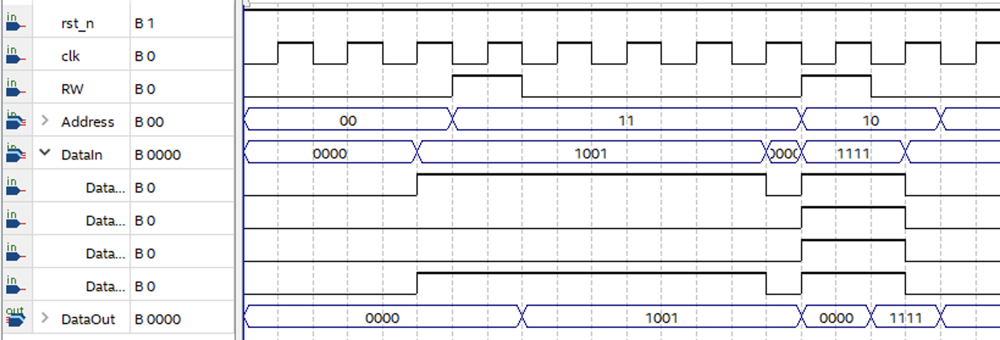 in rst_n B 1
in clk B 0
in RW B 0
in > Address B 00 00 11 10
in DataIn B 0000 0000 1001 0000 1111
in Data... B 0
in Data... B 0
in Data... B 0
in Data... B 0
out > DataOut B 0000 0000 1001 0000 1111